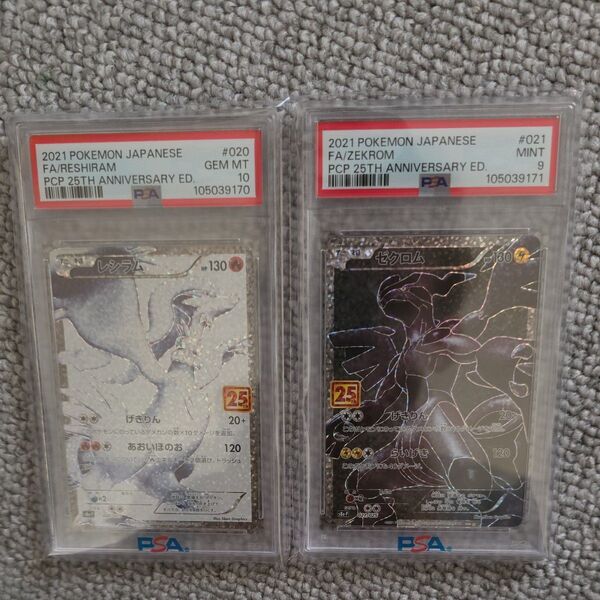 2021 POKEMON JAPANESE #020
FA/RESHIRAM GEM MT
PCP 25TH ANNIVERSARY ED. 10
PSA 105039170
レシラム HP 130
25
げきりん 20+
あおいほのお 120
×2
PSA
2021 POKEMON JAPANESE #021
FA/ZEKROM MINT
PCP 25TH ANNIVERSARY ED. 9
PSA 105039171
ゼクロム 130
25
げきりん 20+
らいげき 120
×2
PSA